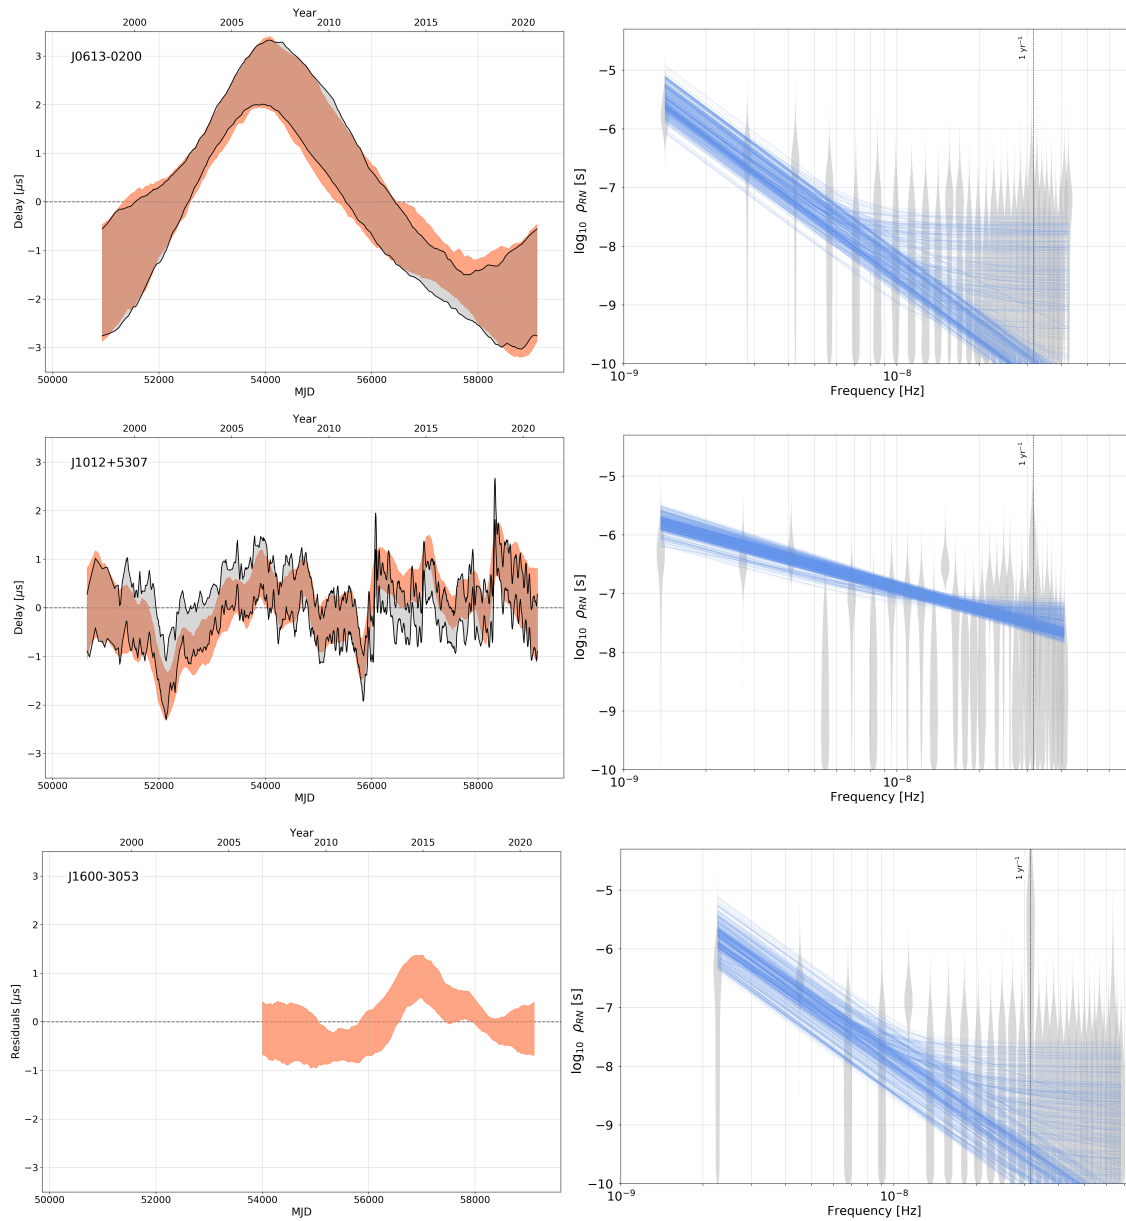 Year
2000 2005 2010 2015 2020
J0613-0200
3
2
1
0
−1
−2
−3
Delay [μs]
50000 52000 54000 56000 58000
MJD
1 yr⁻¹
−5
−6
−7
−8
−9
−10
log₁₀ ρ_RN [s]
10⁻⁹ 10⁻⁸
Frequency [Hz]
Year
2000 2005 2010 2015 2020
J1012+5307
3
2
1
0
−1
−2
−3
Delay [μs]
50000 52000 54000 56000 58000
MJD
1 yr⁻¹
−5
−6
−7
−8
−9
−10
log₁₀ ρ_RN [s]
10⁻⁹ 10⁻⁸
Frequency [Hz]
Year
2000 2005 2010 2015 2020
J1600-3053
3
2
1
0
−1
−2
−3
Residuals [μs]
50000 52000 54000 56000 58000
MJD
1 yr⁻¹
−5
−6
−7
−8
−9
−10
log₁₀ ρ_RN [s]
10⁻⁹ 10⁻⁸
Frequency [Hz]